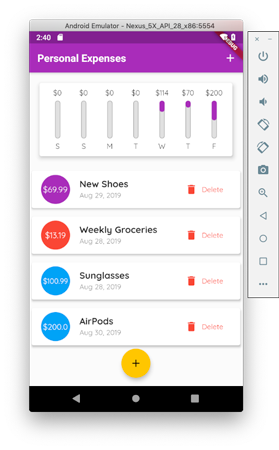 Android Emulator - Nexus_5X_API_28_x86:5554
2:40
DEBUG
Personal Expenses
+
$0 $0 $0 $0 $114 $70 $200
S S M T W T F
$69.99 New Shoes Delete
Aug 29, 2019
$13.19 Weekly Groceries Delete
Aug 28, 2019
$100.99 Sunglasses Delete
Aug 28, 2019
$200.0 AirPods Delete
Aug 30, 2019
+